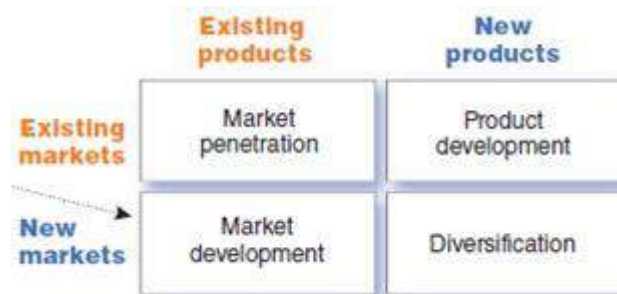 Existing
products
New
products
Existing
markets
Market
penetration
Product
development
New
markets
Market
development
Diversification